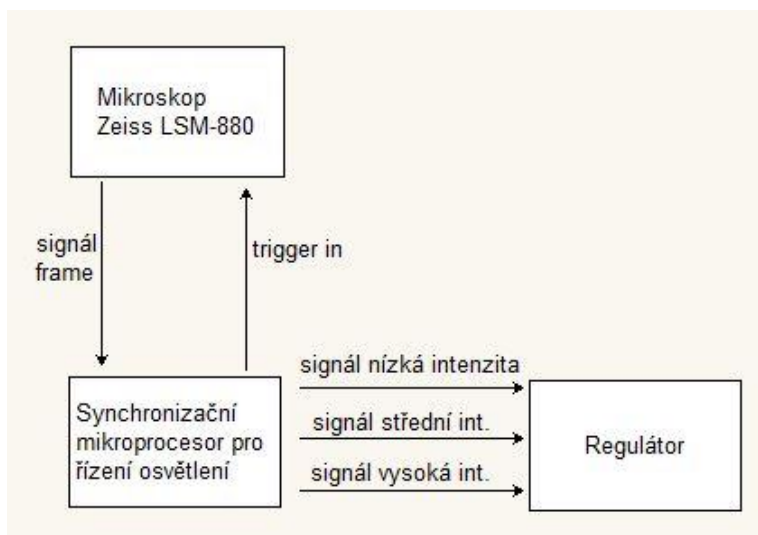 Mikroskop
Zeiss LSM-880
signál
frame
trigger in
signál nízká intenzita
signál střední int.
signál vysoká int.
Synchronizační
mikroprocesor pro
řízení osvětlení
Regulátor